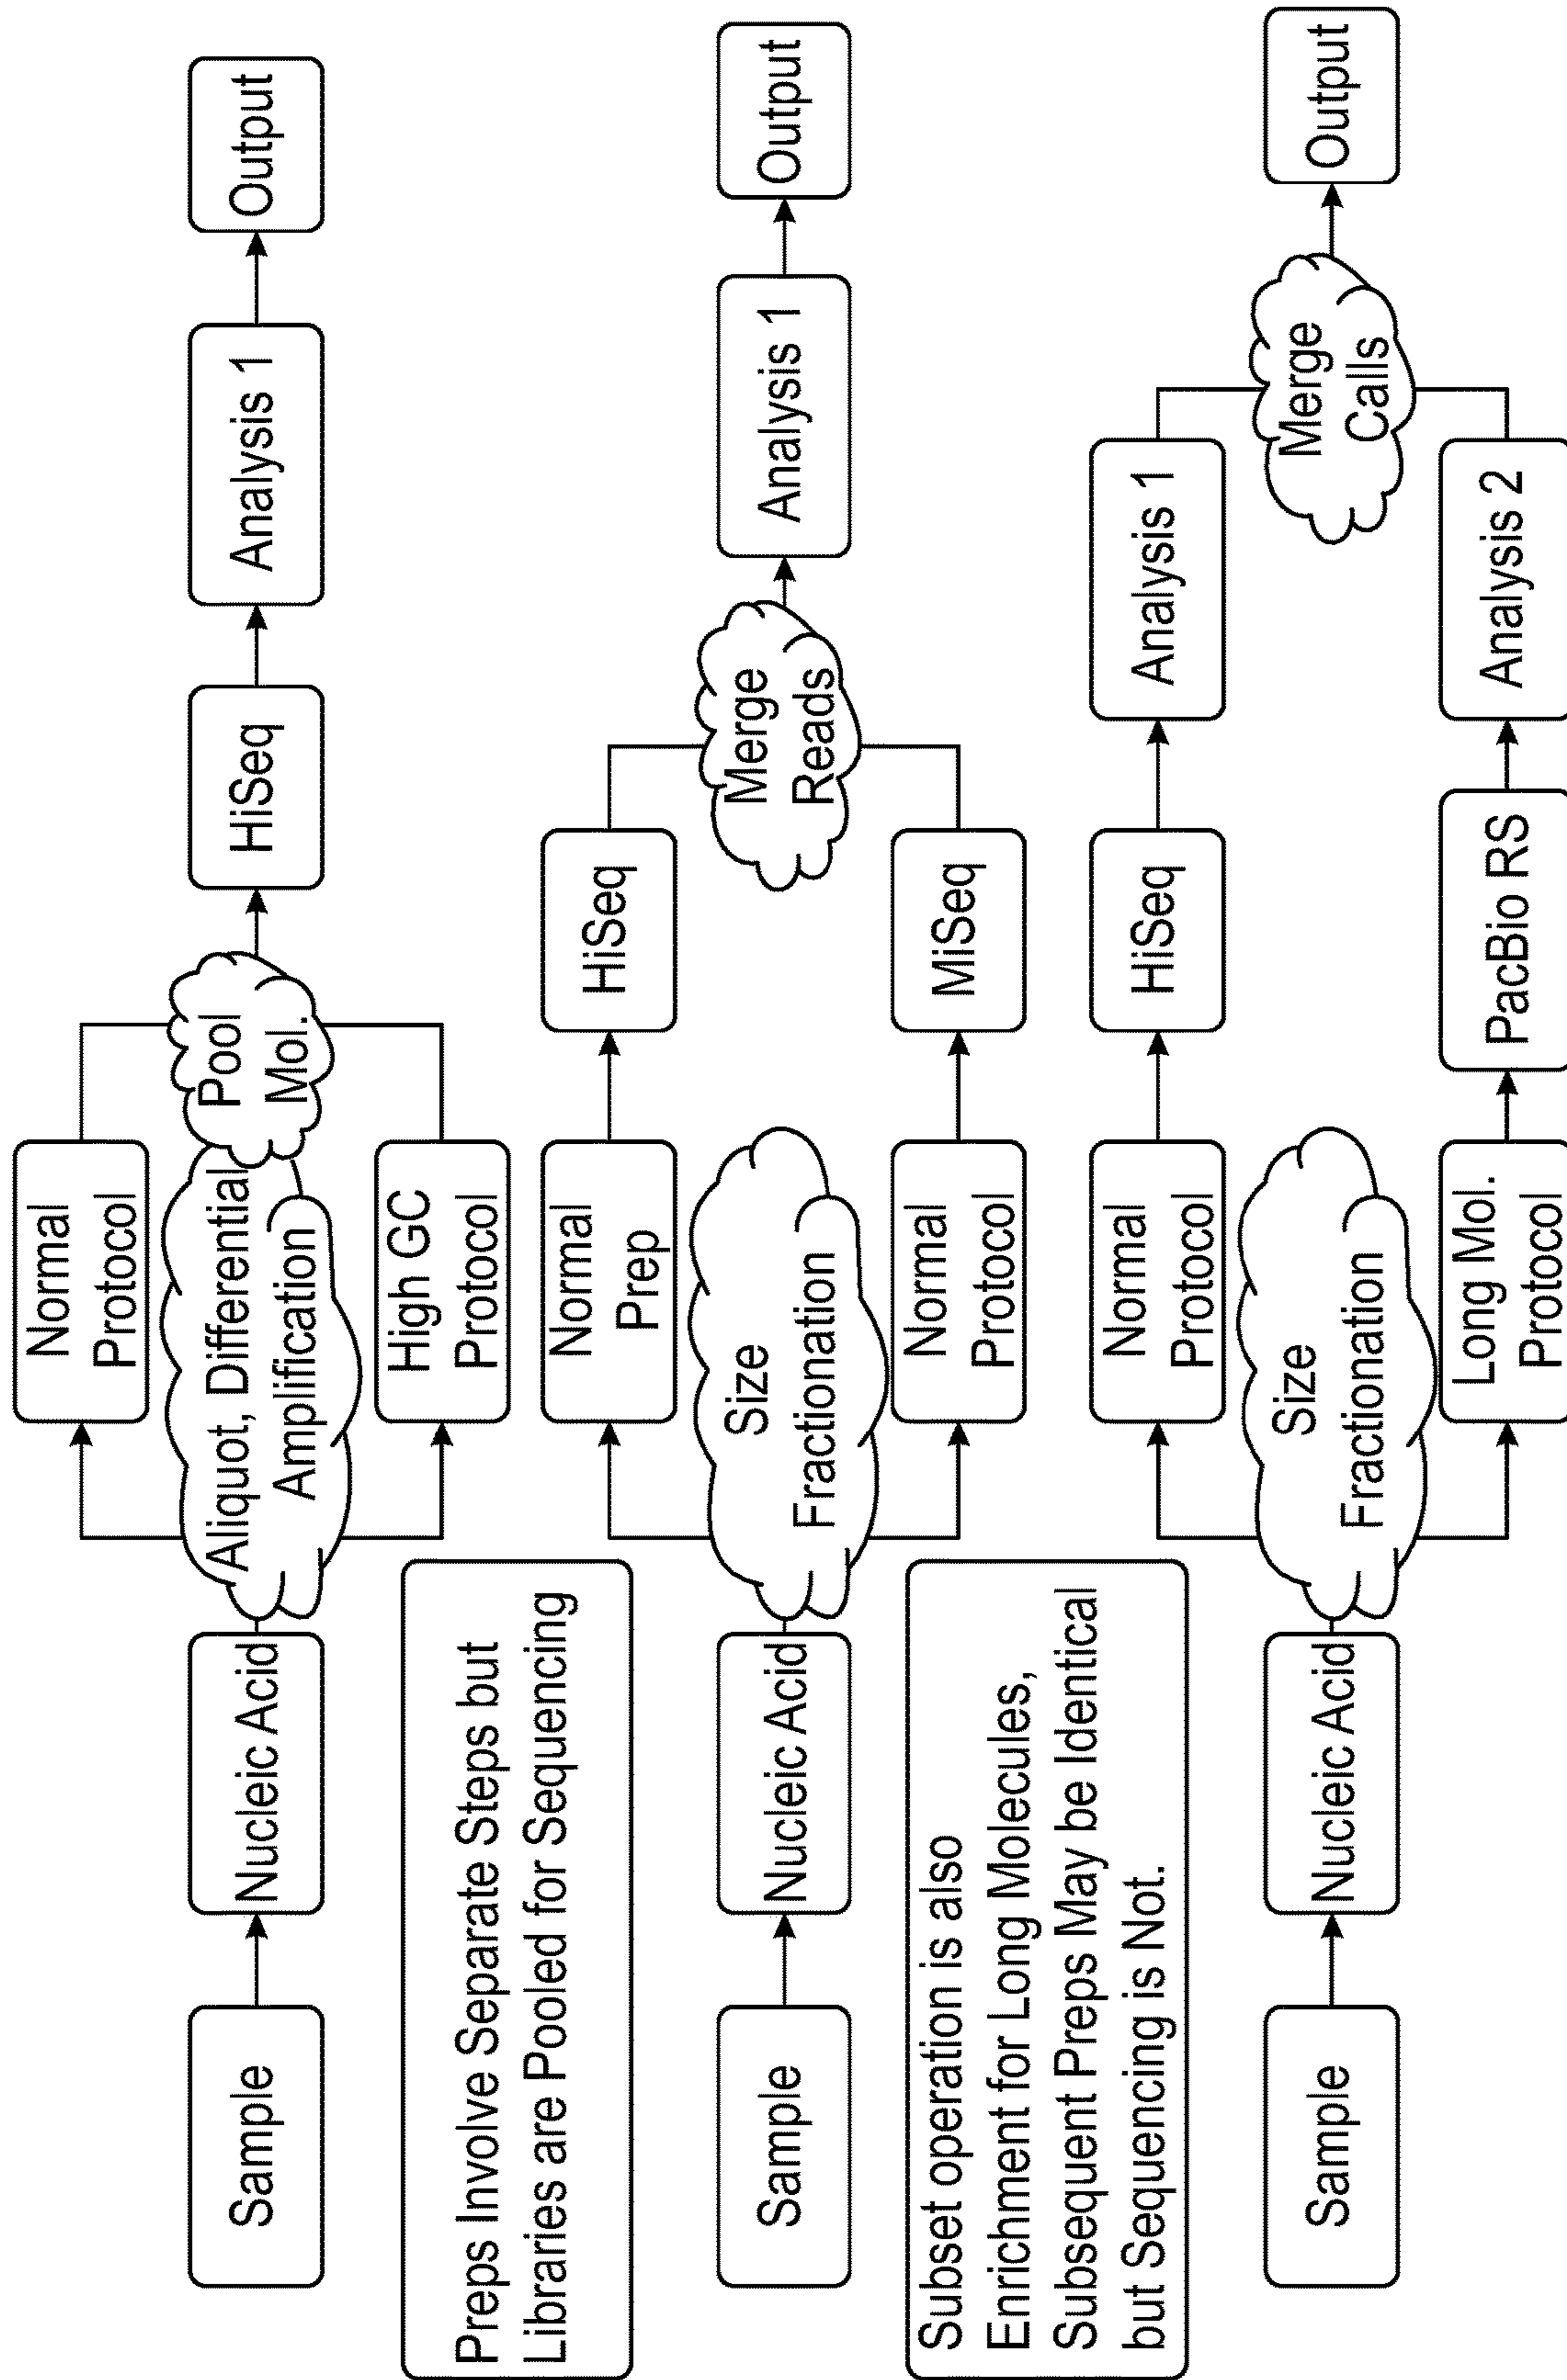 Sample
Nucleic Acid
Aliquot, Differential
Amplification
Normal
Protocol
High GC
Protocol
Pool
Mol.
HiSeq
Analysis 1
Output
Preps Involve Separate Steps but
Libraries are Pooled for Sequencing
Sample
Nucleic Acid
Size
Fractionation
Normal
Prep
Normal
Protocol
HiSeq
MiSeq
Merge
Reads
Analysis 1
Output
Subset operation is also
Enrichment for Long Molecules,
Subsequent Preps May be Identical
but Sequencing is Not.
Sample
Nucleic Acid
Size
Fractionation
Normal
Protocol
Long Mol.
Protocol
HiSeq
PacBio RS
Analysis 1
Analysis 2
Merge
Calls
Output